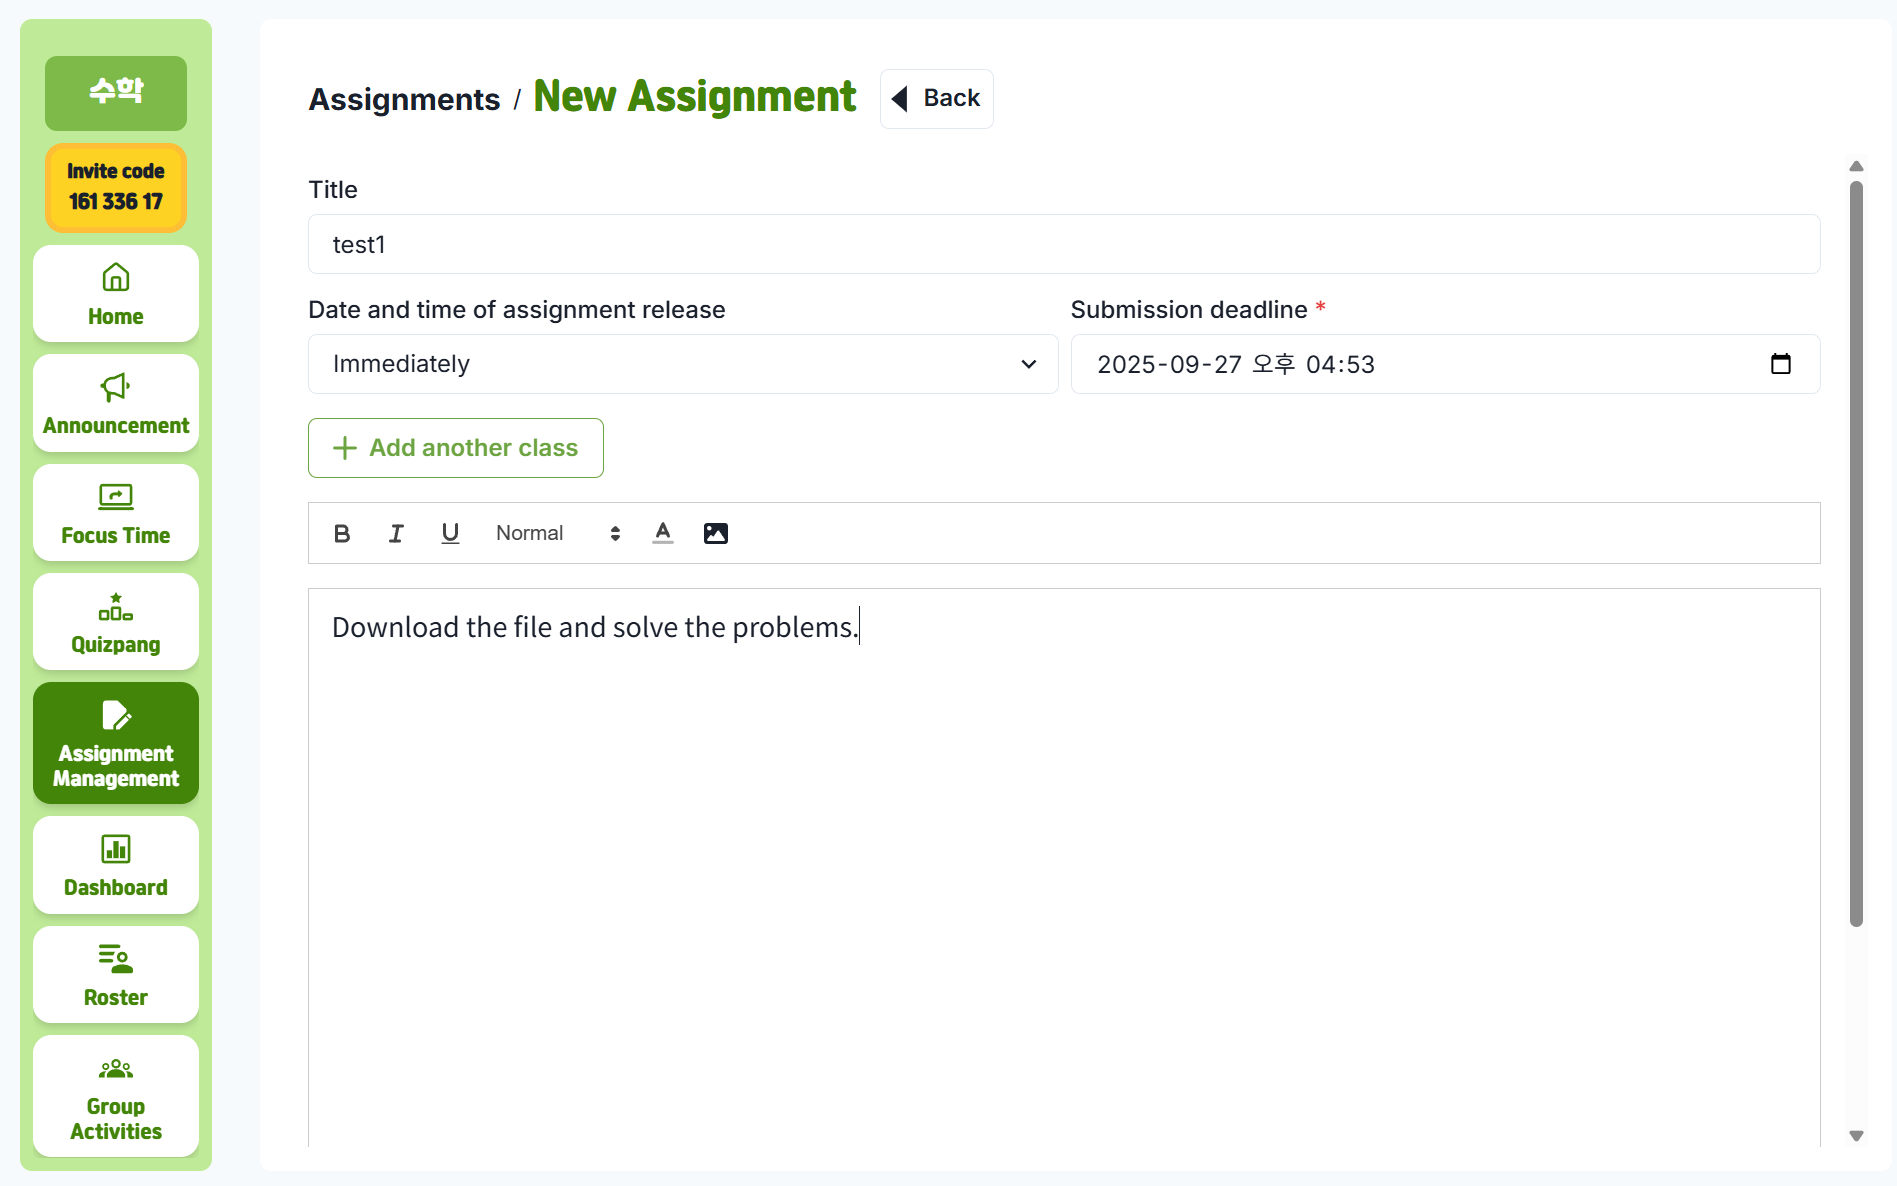 수학
Invite code
161 336 17
Home
Announcement
Focus Time
Quizpang
Assignment
Management
Dashboard
Roster
Group
Activities
Assignments / New Assignment
Back
Title
test1
Date and time of assignment release
Submission deadline *
Immediately
2025-09-27 오후 04:53
Add another class
B I U Normal A
Download the file and solve the problems.